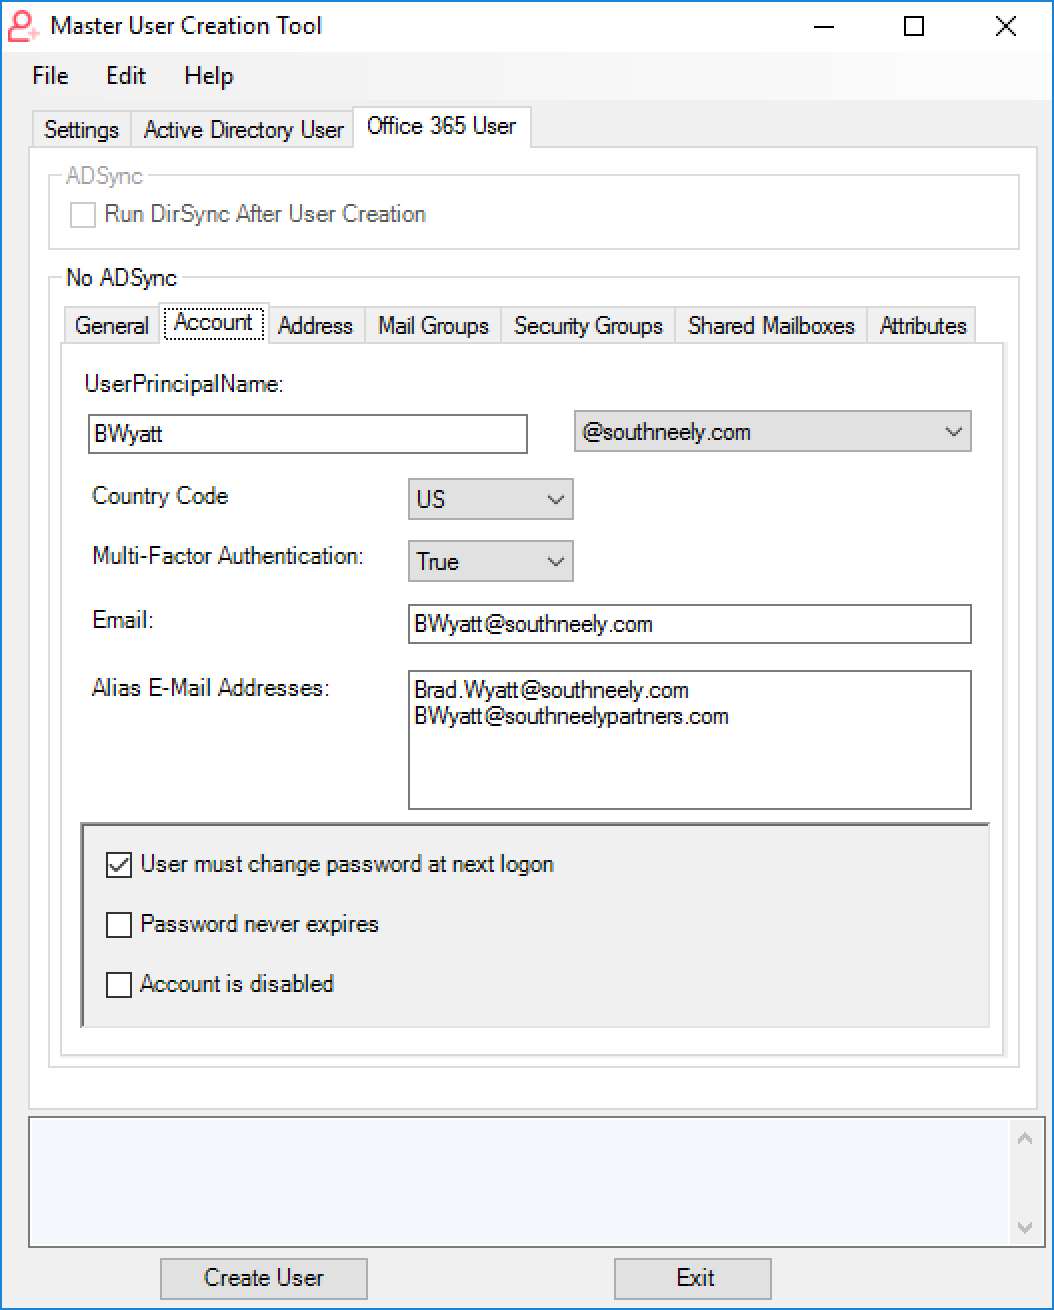 Master User Creation Tool
File Edit Help
Settings Active Directory User Office 365 User
ADSync
Run DirSync After User Creation
No ADSync
General Account Address Mail Groups Security Groups Shared Mailboxes Attributes
UserPrincipalName:
BWyatt @southneely.com
Country Code US
Multi-Factor Authentication: True
Email: BWyatt@southneely.com
Alias E-Mail Addresses: Brad.Wyatt@southneely.com
BWyatt@southneelypartners.com
User must change password at next logon
Password never expires
Account is disabled
Create User Exit